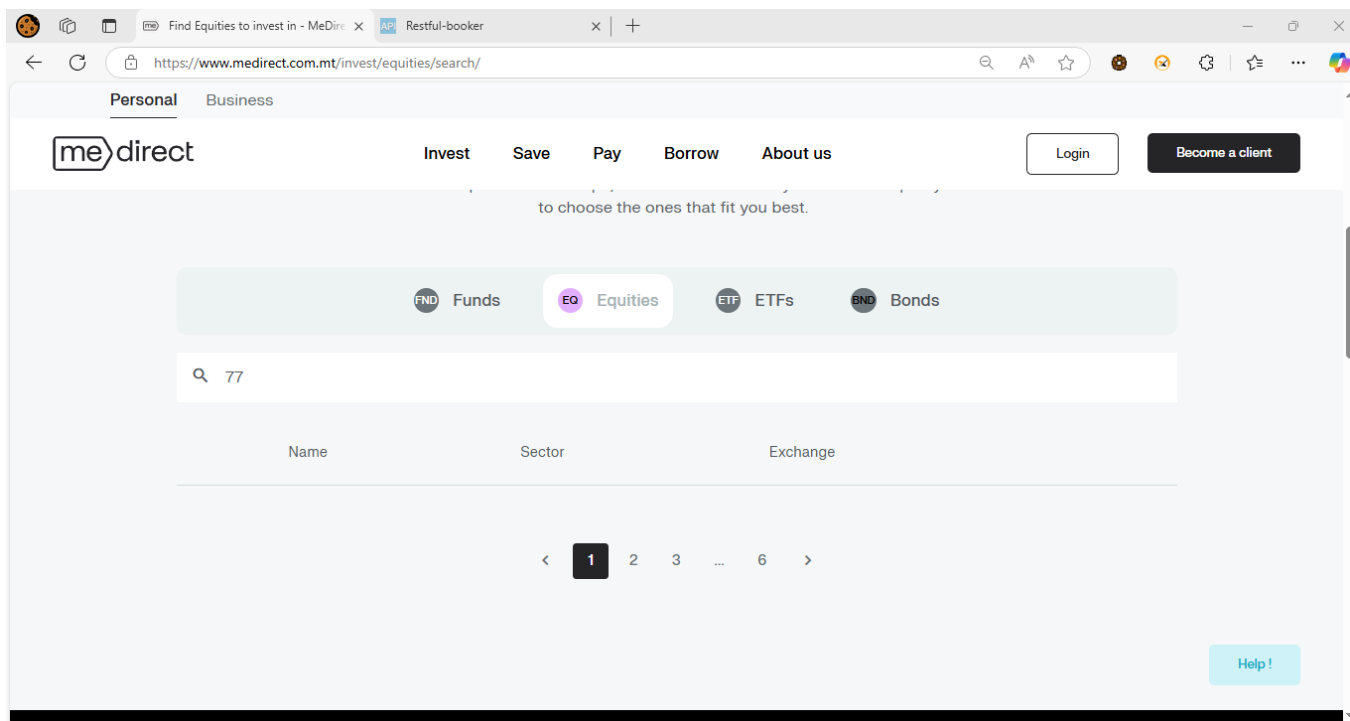 Find Equities to invest in - MeDire
API Restful-booker
https://www.medirect.com.mt/invest/equities/search/
Personal Business
me direct Invest Save Pay Borrow About us Login Become a client
to choose the ones that fit you best.
FND Funds EQ Equities ETF ETFs BND Bonds
77
Name Sector Exchange
1 2 3 ... 6
Help !